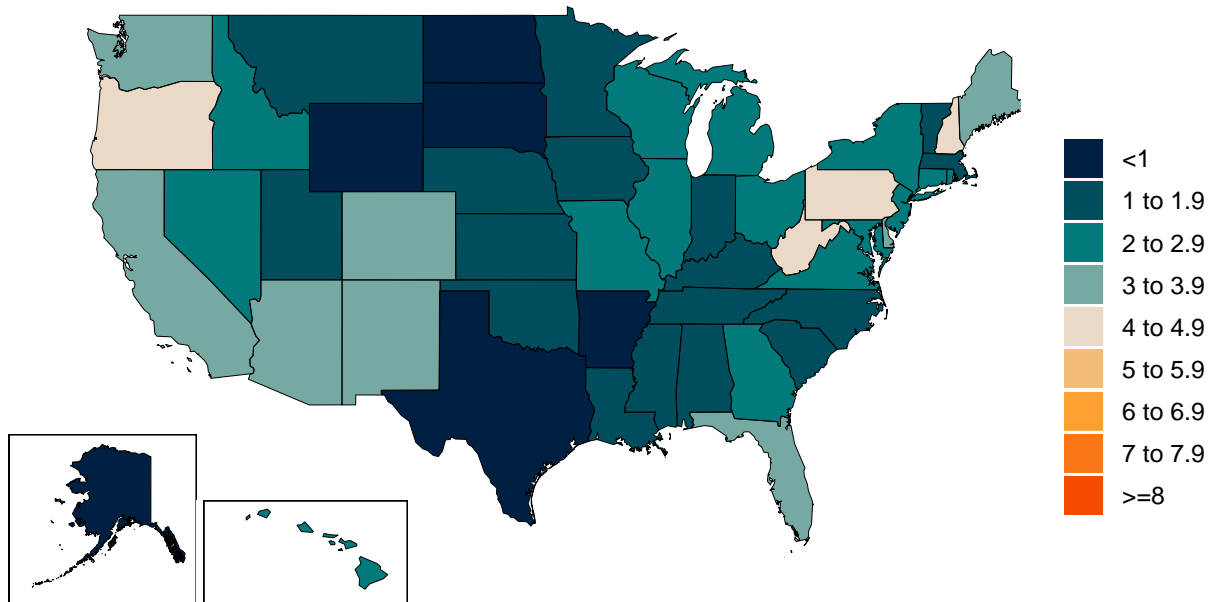 <1
1 to 1.9
2 to 2.9
3 to 3.9
4 to 4.9
5 to 5.9
6 to 6.9
7 to 7.9
>=8